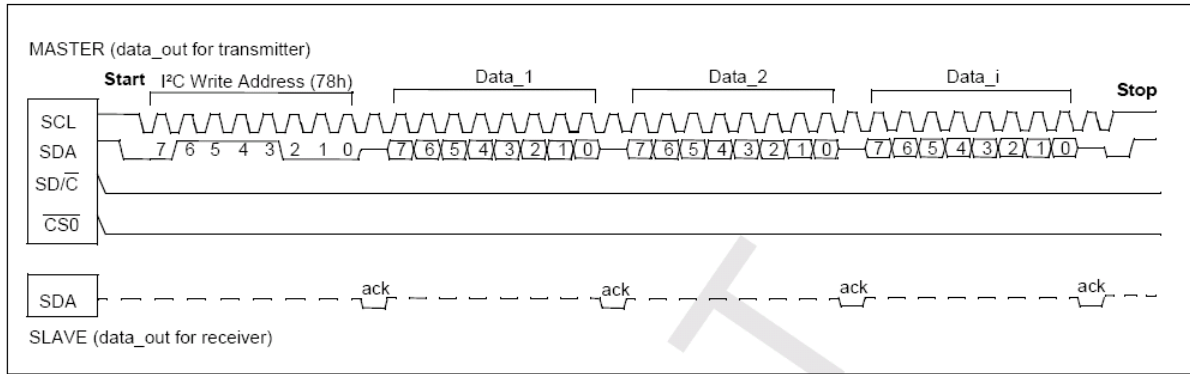 MASTER (data_out for transmitter)
Start I²C Write Address (78h) Data_1 Data_2 Data_i Stop
SCL
SDA 7 6 5 4 3 2 1 0 7 6 5 4 3 2 1 0 7 6 5 4 3 2 1 0 7 6 5 4 3 2 1 0
SD/C̅
C̅S̅0̅
ack ack ack ack
SDA
SLAVE (data_out for receiver)